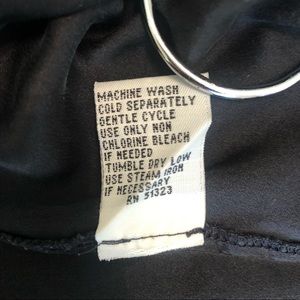 MACHINE WASH
COLD SEPARATELY
GENTLE CYCLE
USE ONLY NON
CHLORINE BLEACH
IF NEEDED
TUMBLE DRY LOW
USE STEAM IRON
IF NECESSARY
RN 51323